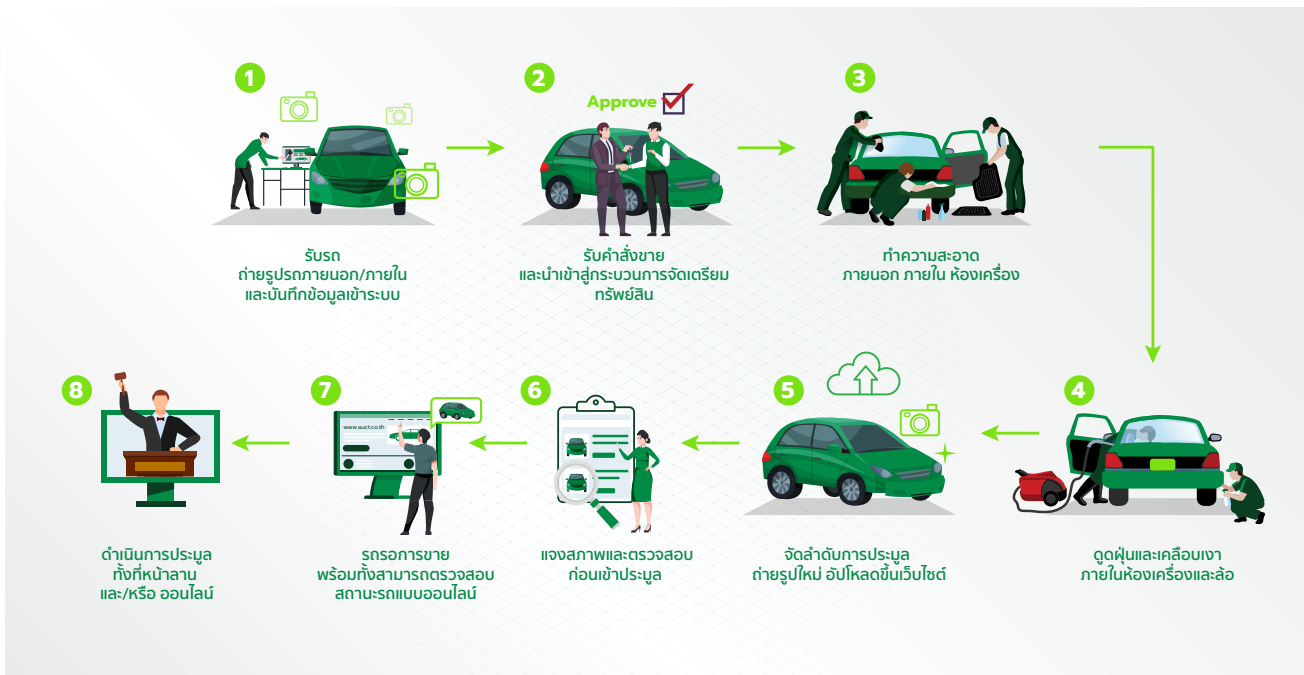 1
รับรถ
ถ่ายรูปรถภายนอก/ภายใน
และบันทึกข้อมูลเข้าระบบ
2
Approve
รับคำสั่งขาย
และนำเข้าสู่กระบวนการจัดเตรียม
ทรัพย์สิน
3
ทำความสะอาด
ภายนอก ภายใน ห้องเครื่อง
4
ดูดฝุ่นและเคลือบเงา
ภายในห้องเครื่องและล้อ
5
จัดลำดับการประมูล
ถ่ายรูปใหม่ อัปโหลดขึ้นเว็บไซต์
6
แจงสภาพและตรวจสอบ
ก่อนเข้าประมูล
7
www.auct.co.th
รถรอการขาย
พร้อมทั้งสามารถตรวจสอบ
สถานะรถแบบออนไลน์
8
ดำเนินการประมูล
ทั้งที่หน้าลาน
และ/หรือ ออนไลน์